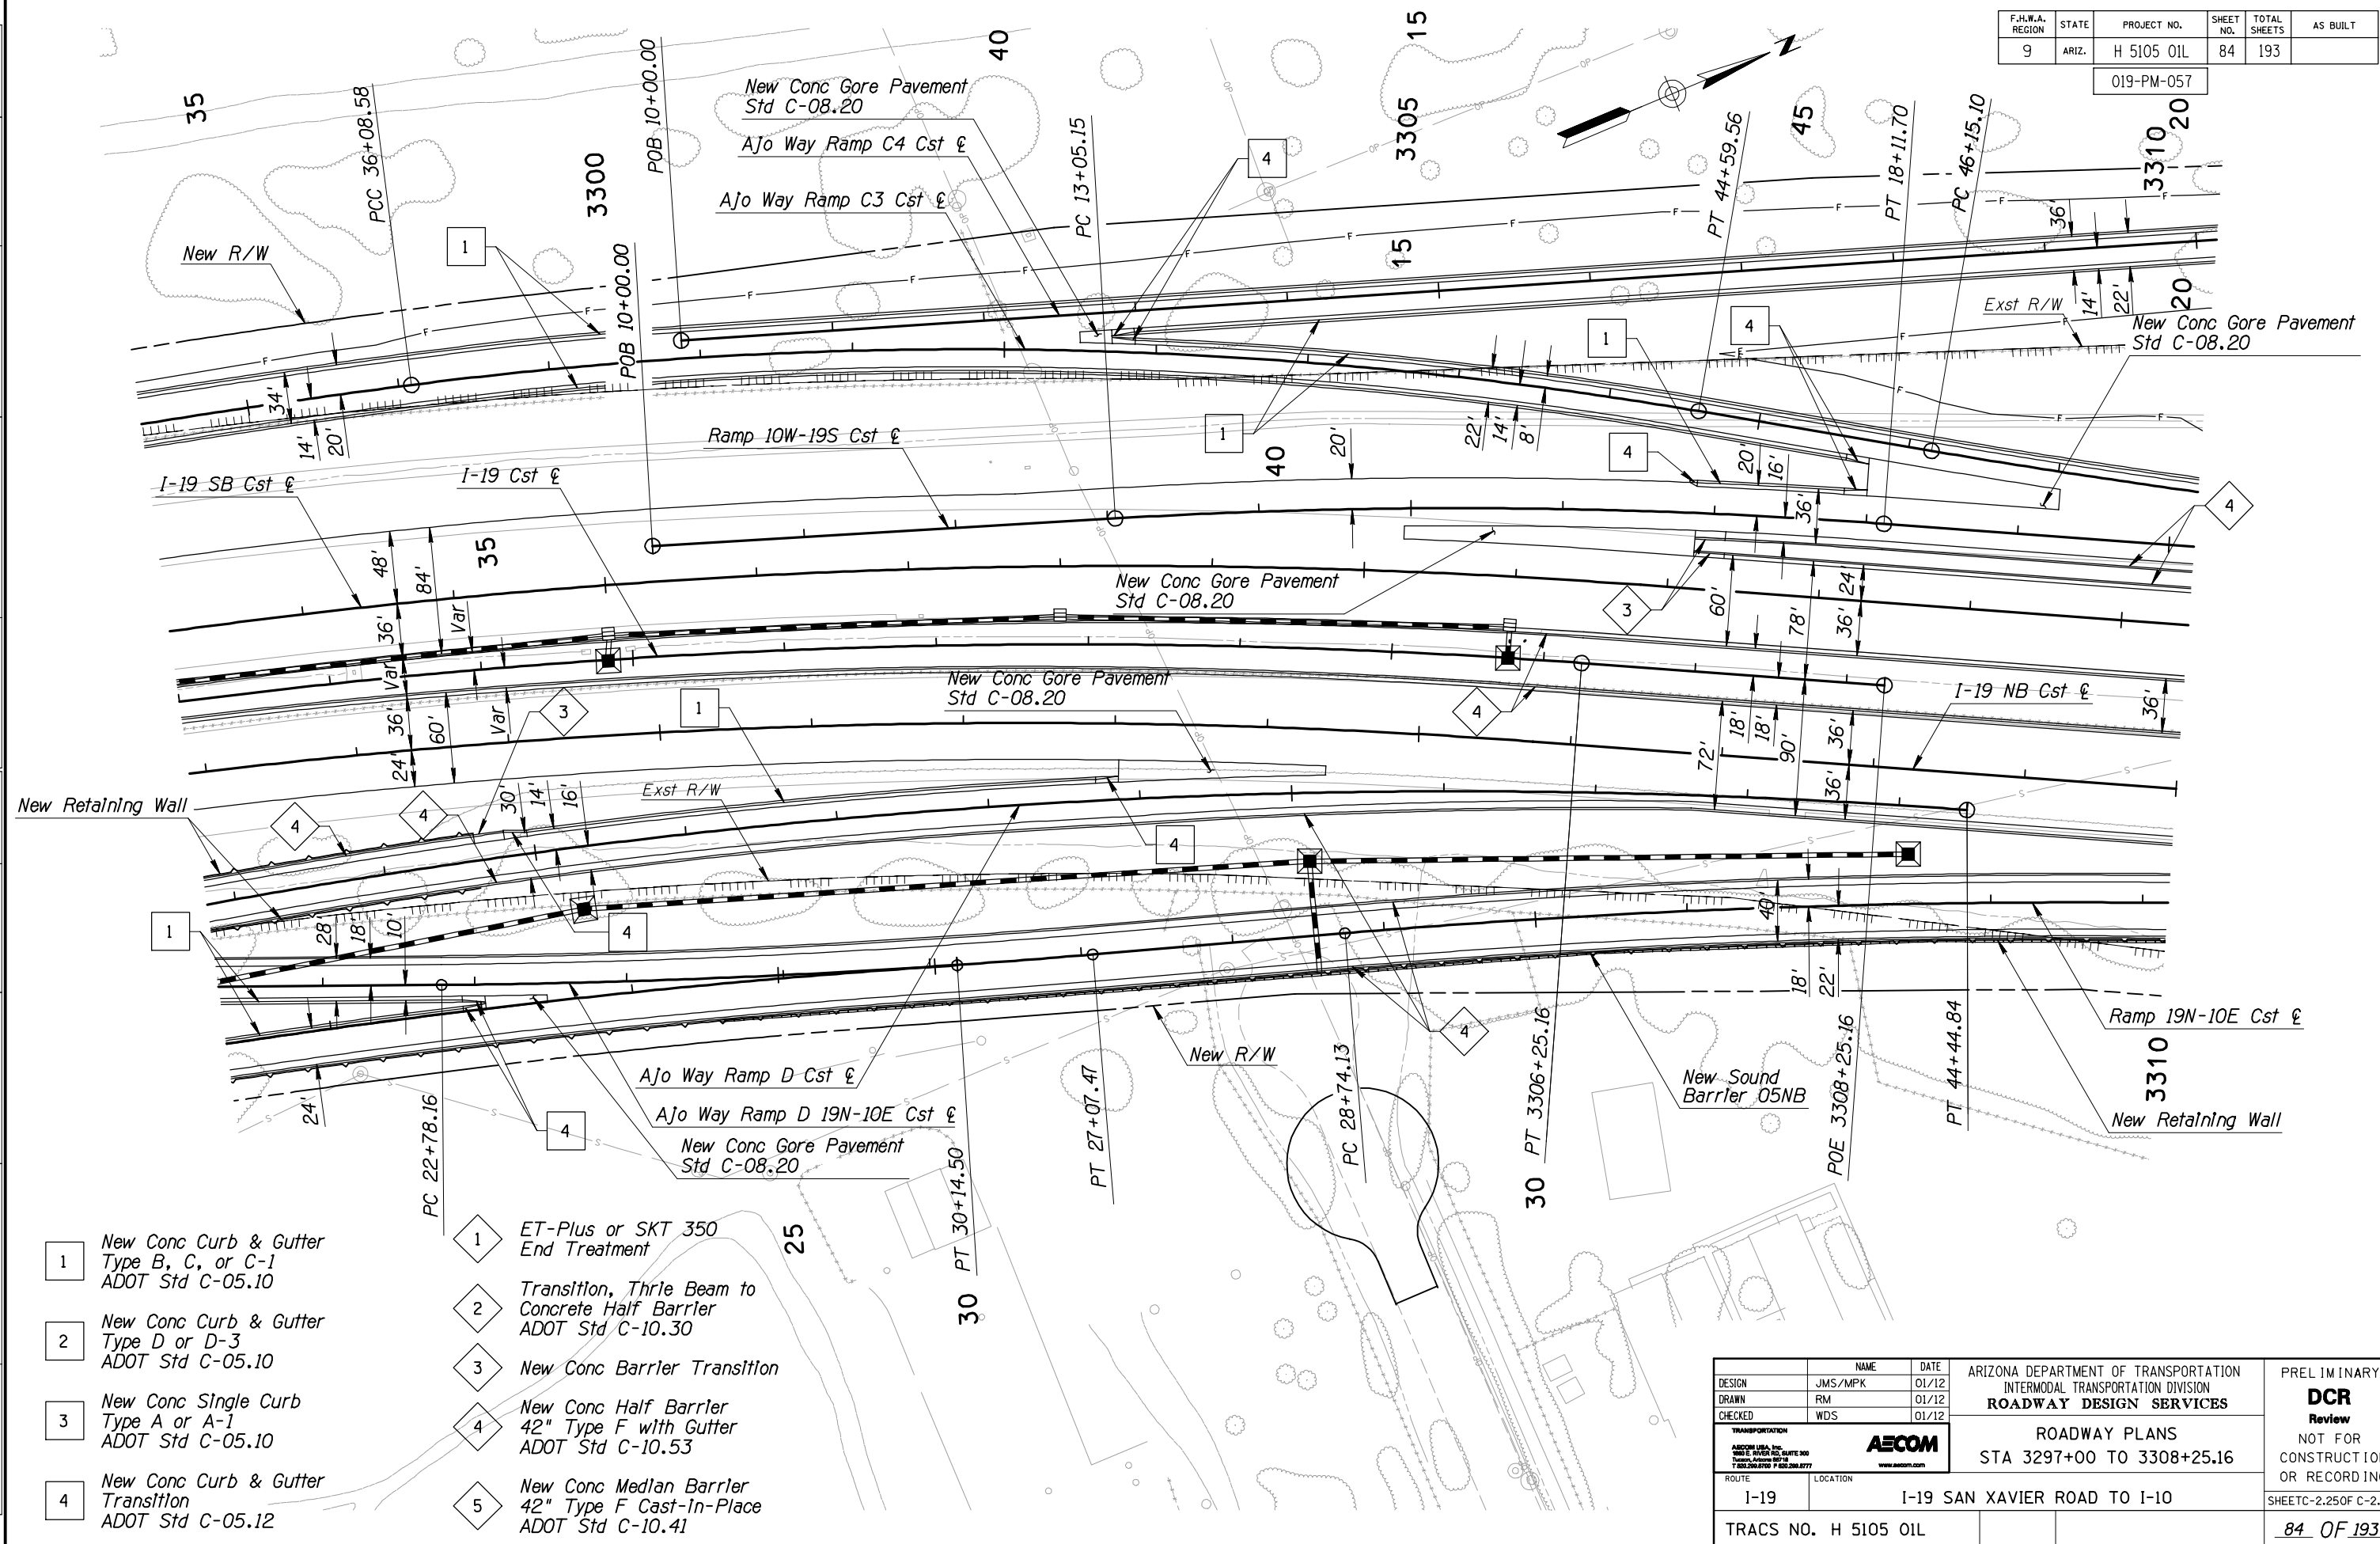 F.H.W.A. REGION
STATE
PROJECT NO.
SHEET NO.
TOTAL SHEETS
AS BUILT
9
ARIZ.
H 5105 01L
84
193
019-PM-057
35
PCC 36+08.58
3300
POB 10+00.00
POB 10+00.00
40
New Conc Gore Pavement
Std C-08.20
Ajo Way Ramp C4 Cst ℄
Ajo Way Ramp C3 Cst ℄
PC 13+05.15
4
15
3305
15
Z
PT 44+59.56
45
PT 18+11.70
PC 46+15.10
3310
20
20
36'
14'
22'
Exst R/W
New Conc Gore Pavement
Std C-08.20
New R/W
1
34'
14'
20'
Ramp 10W-19S Cst ℄
I-19 SB Cst ℄
I-19 Cst ℄
1
40
20'
22'
14'
8'
1
4
4
20'
16'
36'
4
48'
84'
35
36'
Var
Var
New Conc Gore Pavement
Std C-08.20
3
60'
78'
24'
36'
New Conc Gore Pavement
Std C-08.20
1
3
4
I-19 NB Cst ℄
36'
60'
Var
24'
18'
18'
72'
90'
36'
36'
36'
New Retaining Wall
4
4
30'
14'
16'
Exst R/W
4
1
28'
18'
10'
4
40'
18'
22'
24'
Ajo Way Ramp D Cst ℄
Ajo Way Ramp D 19N-10E Cst ℄
New Conc Gore Pavement
Std C-08.20
4
New R/W
4
New Sound
Barrier 05NB
Ramp 19N-10E Cst ℄
New Retaining Wall
3310
PC 22+78.16
25
PT 30+14.50
30
PT 27+07.47
PC 28+74.13
PT 3306+25.16
30
POE 3308+25.16
PT 44+44.84
1
New Conc Curb & Gutter
Type B, C, or C-1
ADOT Std C-05.10
2
New Conc Curb & Gutter
Type D or D-3
ADOT Std C-05.10
3
New Conc Single Curb
Type A or A-1
ADOT Std C-05.10
4
New Conc Curb & Gutter
Transition
ADOT Std C-05.12
1
ET-Plus or SKT 350
End Treatment
2
Transition, Thrie Beam to
Concrete Half Barrier
ADOT Std C-10.30
3
New Conc Barrier Transition
4
New Conc Half Barrier
42" Type F with Gutter
ADOT Std C-10.53
5
New Conc Median Barrier
42" Type F Cast-in-Place
ADOT Std C-10.41
NAME
DATE
DESIGN
JMS/MPK
01/12
DRAWN
RM
01/12
CHECKED
WDS
01/12
TRANSPORTATION
AECOM USA, Inc.
AECOM
www.aecom.com
ARIZONA DEPARTMENT OF TRANSPORTATION
INTERMODAL TRANSPORTATION DIVISION
ROADWAY DESIGN SERVICES
ROADWAY PLANS
STA 3297+00 TO 3308+25.16
PRELIMINARY
DCR
Review
NOT FOR
CONSTRUCTION
OR RECORDING
ROUTE
I-19
LOCATION
I-19 SAN XAVIER ROAD TO I-10
SHEETC-2.25OF C-2.
TRACS NO. H 5105 01L
84 OF 193